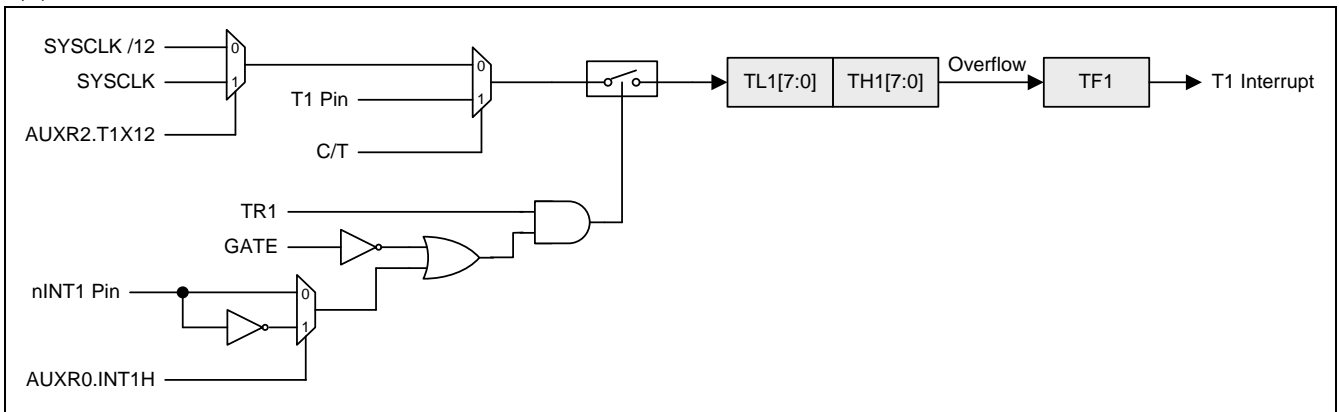 SYSCLK /12
0
SYSCLK
1
AUXR2.T1X12
0
T1 Pin
1
C/T
TL1[7:0]
TH1[7:0]
Overflow
TF1
T1 Interrupt
TR1
GATE
nINT1 Pin
0
1
AUXR0.INT1H